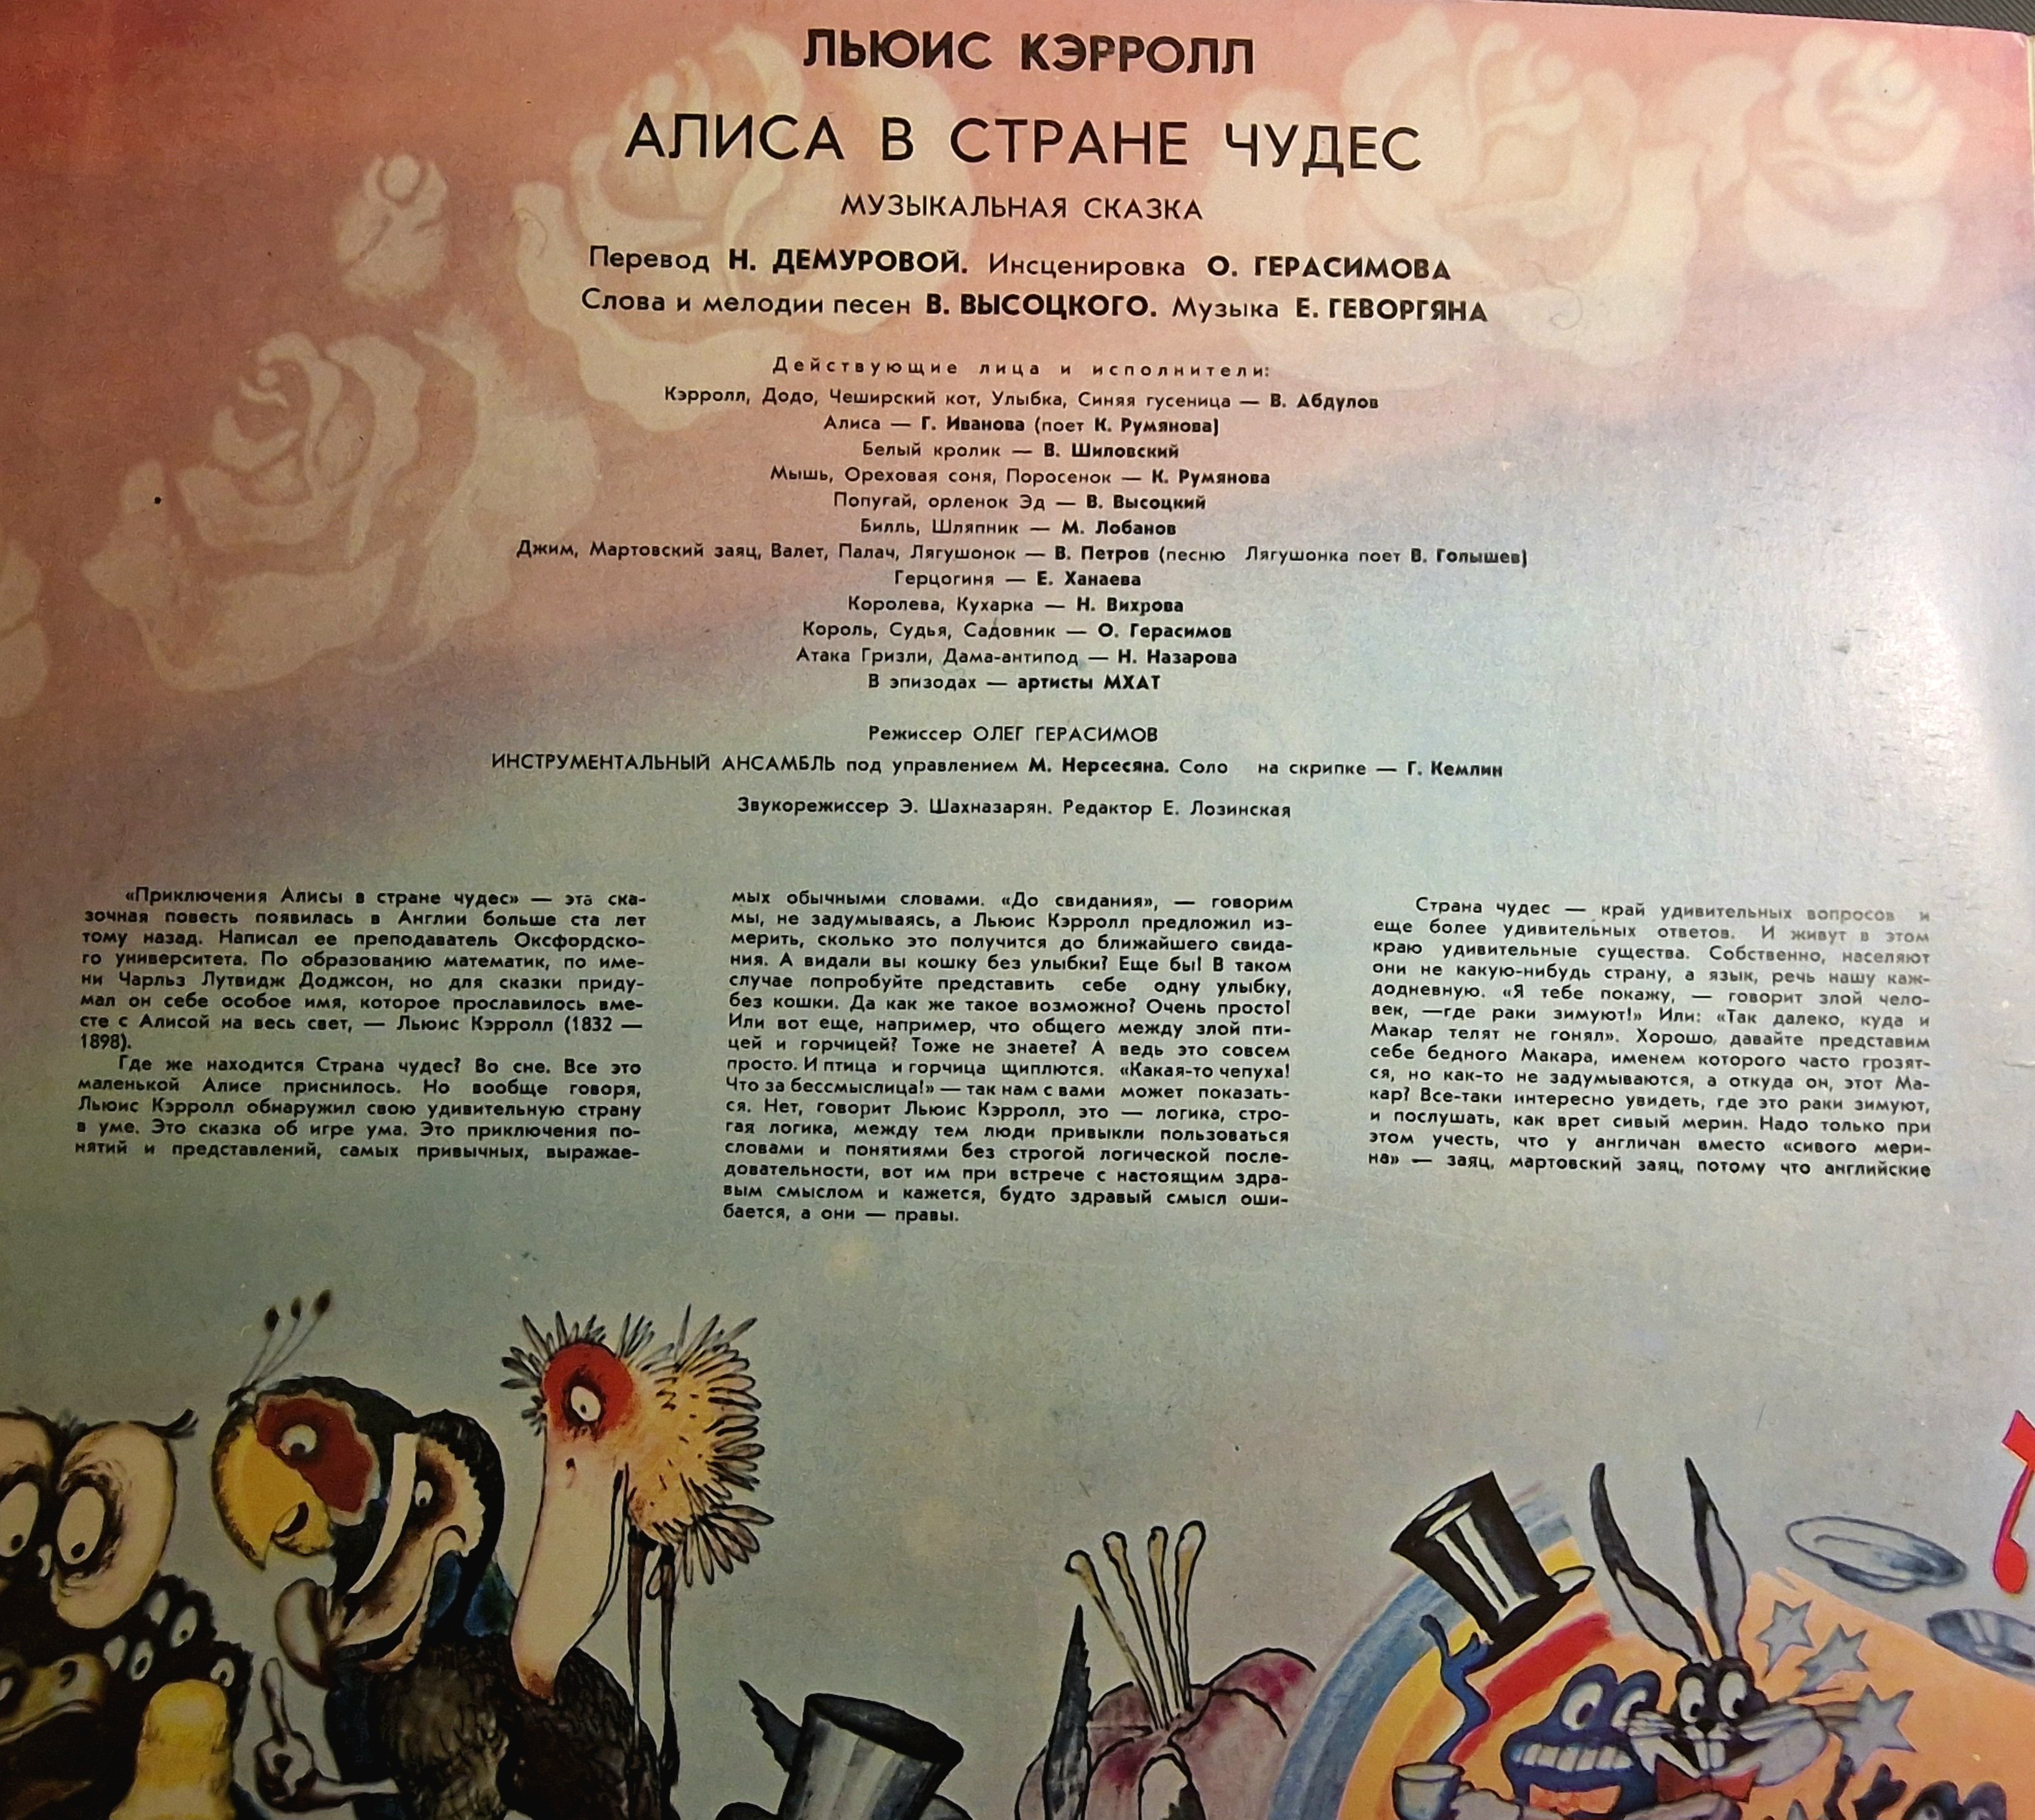 ЛЬЮИС КЭРРОЛЛ
АЛИСА В СТРАНЕ ЧУДЕС
МУЗЫКАЛЬНАЯ СКАЗКА
Перевод Н. ДЕМУРОВОЙ. Инсценировка О. ГЕРАСИМОВА
Слова и мелодии песен В. ВЫСОЦКОГО. Музыка Е. ГЕВОРГЯНА
Действующие лица и исполнители:
Кэрролл, Додо, Чеширский кот, Улыбка, Синяя гусеница — В. Абдулов
Алиса — Г. Иванова (поет К. Румянова)
Белый кролик — В. Шиловский
Мышь, Ореховая соня, Поросенок — К. Румянова
Попугай, орленок Эд — В. Высоцкий
Билль, Шляпник — М. Лобанов
Джим, Мартовский заяц, Валет, Палач, Лягушонок — В. Петров (песню Лягушонка поет В. Голышев)
Герцогиня — Е. Ханаева
Королева, Кухарка — Н. Вихрова
Король, Судья, Садовник — О. Герасимов
Атака Гризли, Дама-антипод — Н. Назарова
В эпизодах — артисты МХАТ
Режиссер ОЛЕГ ГЕРАСИМОВ
ИНСТРУМЕНТАЛЬНЫЙ АНСАМБЛЬ под управлением М. Нерсесяна. Соло на скрипке — Г. Кемлин
Звукорежиссер Э. Шахназарян. Редактор Е. Лозинская
«Приключения Алисы в стране чудес» — эта ска-
зочная повесть появилась в Англии больше ста лет
тому назад. Написал ее преподаватель Оксфордско-
го университета. По образованию математик, по име-
ни Чарльз Лутвидж Доджсон, но для сказки приду-
мал он себе особое имя, которое прославилось вме-
сте с Алисой на весь свет, — Льюис Кэрролл (1832 —
1898).
Где же находится Страна чудес? Во сне. Все это
маленькой Алисе приснилось. Но вообще говоря,
Льюис Кэрролл обнаружил свою удивительную страну
в уме. Это сказка об игре ума. Это приключения по-
нятий и представлений, самых привычных, выражае-
мых обычными словами. «До свидания», — говорим
мы, не задумываясь, а Льюис Кэрролл предложил из-
мерить, сколько это получится до ближайшего свида-
ния. А видали вы кошку без улыбки? Еще бы! В таком
случае попробуйте представить себе одну улыбку,
без кошки. Да как же такое возможно? Очень просто!
Или вот еще, например, что общего между злой пти-
цей и горчицей? Тоже не знаете? А ведь это совсем
просто. И птица и горчица щиплются. «Какая-то чепуха!
Что за бессмыслица!» — так нам с вами может показать-
ся. Нет, говорит Льюис Кэрролл, это — логика, стро-
гая логика, между тем люди привыкли пользоваться
словами и понятиями без строгой логической после-
довательности, вот им при встрече с настоящим здра-
вым смыслом и кажется, будто здравый смысл оши-
бается, а они — правы.
Страна чудес — край удивительных вопросов и
еще более удивительных ответов. И живут в этом
краю удивительные существа. Собственно, населяют
они не какую-нибудь страну, а язык, речь нашу каж-
додневную. «Я тебе покажу, — говорит злой чело-
век, —где раки зимуют!» Или: «Так далеко, куда и
Макар телят не гонял». Хорошо, давайте представим
себе бедного Макара, именем которого часто грозят-
ся, но как-то не задумываются, а откуда он, этот Ма-
кар? Все-таки интересно увидеть, где это раки зимуют,
и послушать, как врет сивый мерин. Надо только при
этом учесть, что у англичан вместо «сивого мери-
на» — заяц, мартовский заяц, потому что английские